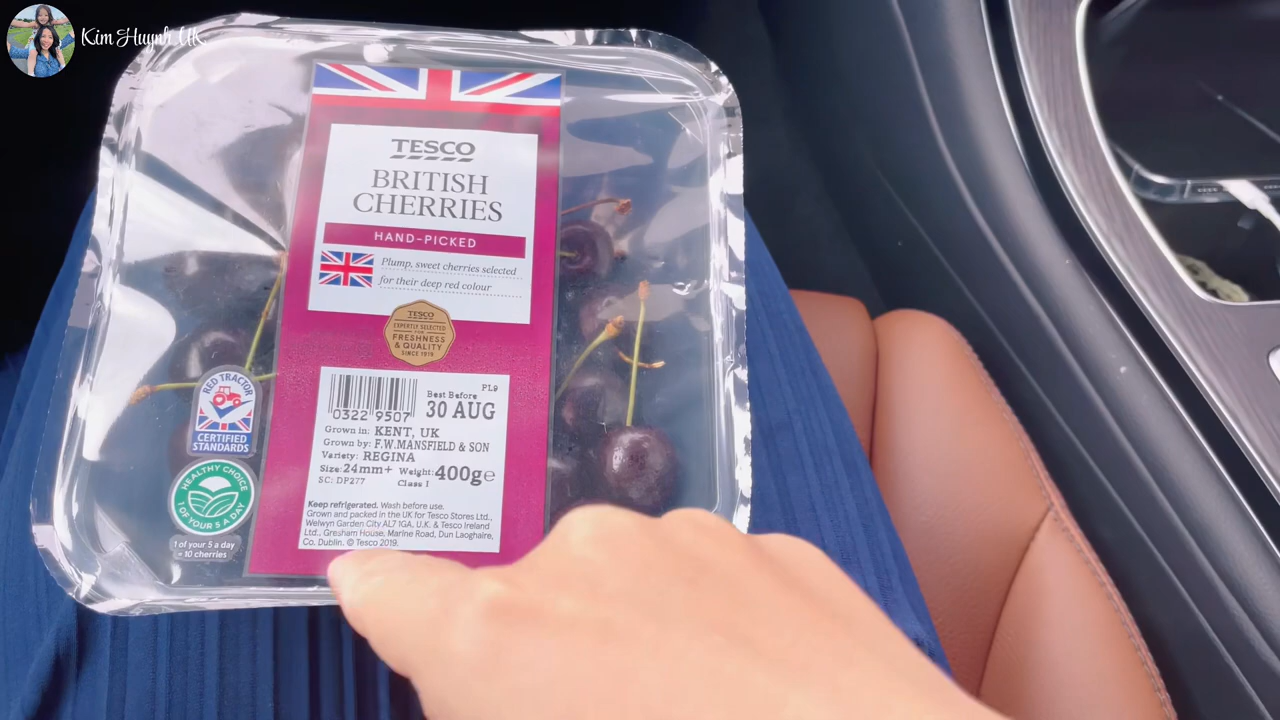 Kim Huynh UK
TESCO
BRITISH
CHERRIES
HAND-PICKED
Plump, sweet cherries selected
for their deep red colour
TESCO
EXPERTLY SELECTED
FOR
FRESHNESS
& QUALITY
SINCE 1919
PL9
Best Before
30 AUG
0322 9507
Grown in: KENT, UK
Grown by: F.W.MANSFIELD & SON
Variety: REGINA
Size: 24mm+ Weight: 400g℮
SC: DP277 Class I
Keep refrigerated. Wash before use.
Grown and packed in the UK for Tesco Stores Ltd.,
Welwyn Garden City AL7 1GA, U.K. & Tesco Ireland
Ltd., Gresham House, Marine Road, Dun Laoghaire,
Co. Dublin. © Tesco 2019.
RED TRACTOR
CERTIFIED
STANDARDS
HEALTHY CHOICE
1 OF YOUR 5 A DAY
1 of your 5 a day
= 10 cherries